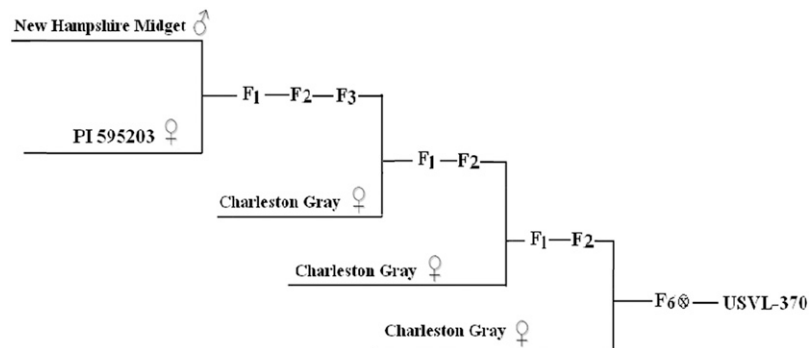 New Hampshire Midget ♂
F1 — F2 — F3
PI 595203 ♀
F1 — F2
Charleston Gray ♀
F1 — F2
Charleston Gray ♀
F6⊗ — USVL-370
Charleston Gray ♀